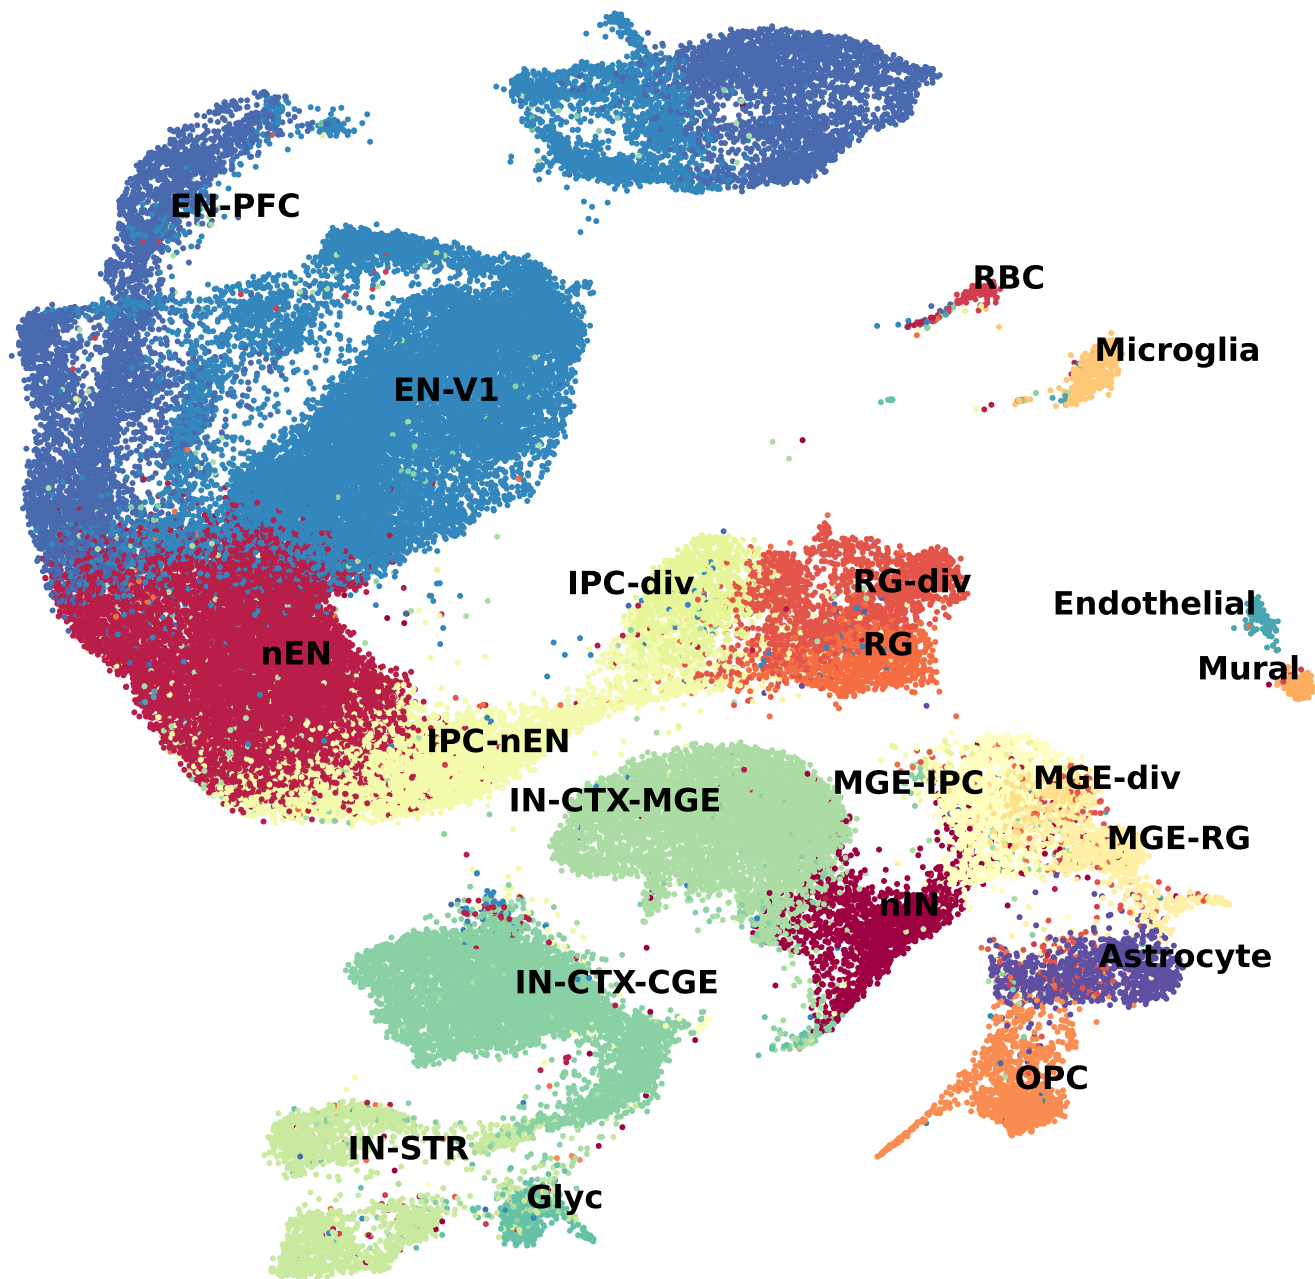 EN-PFC
RBC
Microglia
EN-V1
IPC-div
RG-div
Endothelial
RG
nEN
Mural
IPC-nEN
MGE-IPC
MGE-div
IN-CTX-MGE
MGE-RG
nIN
Astrocyte
IN-CTX-CGE
OPC
IN-STR
Glyc